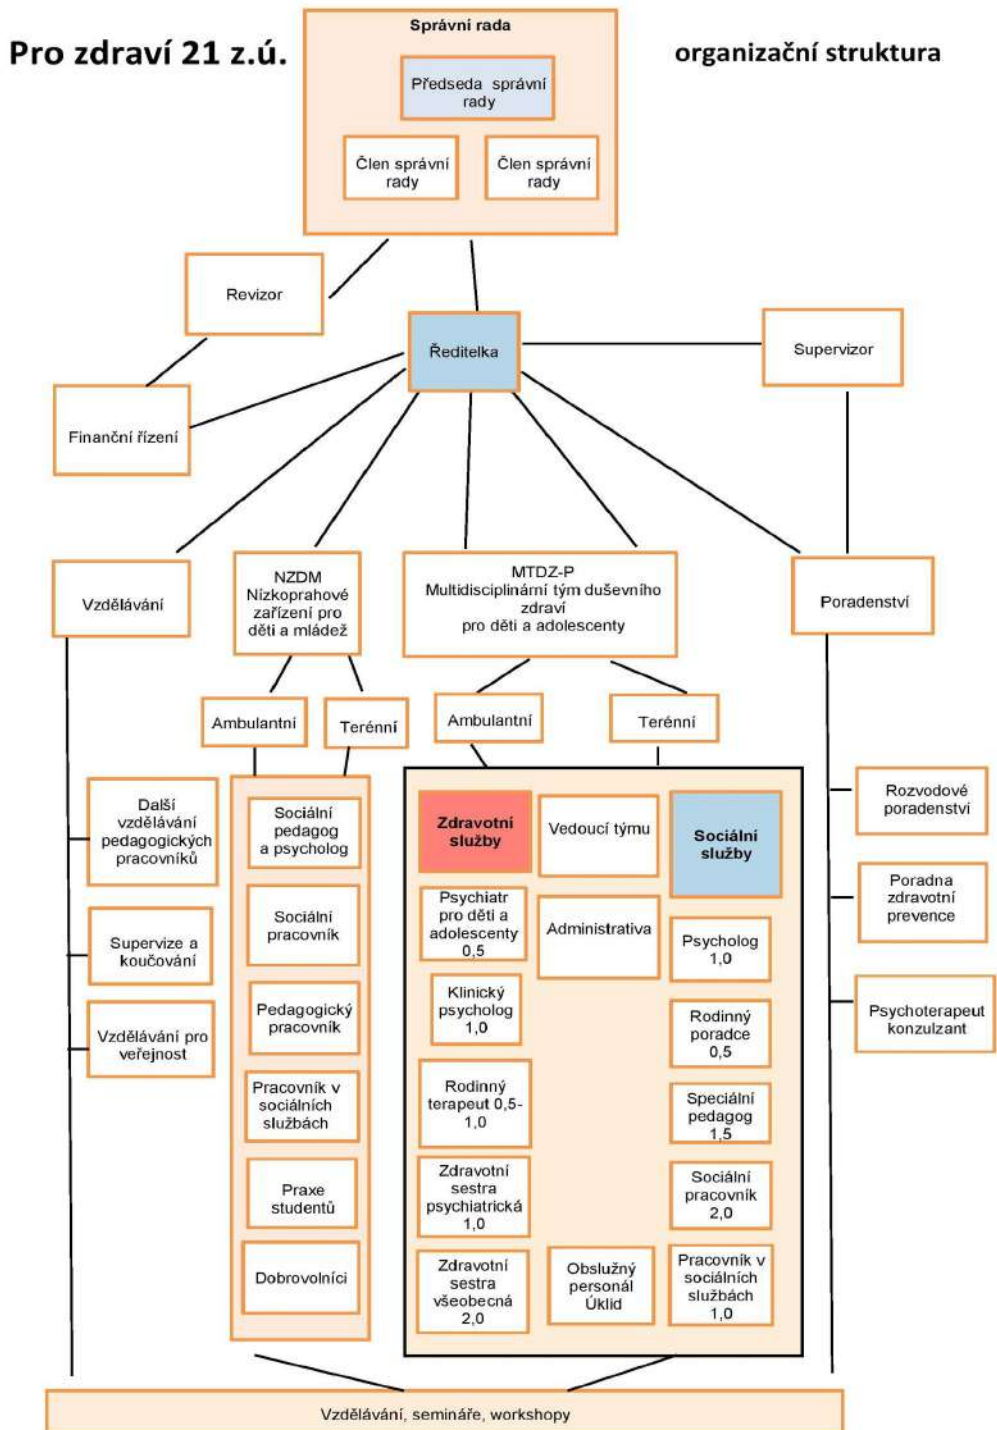 Správní rada
Pro zdraví 21 z.ú.
organizační struktura
Předseda správní
rady
Člen správní
rady
Člen správní
rady
Revizor
Ředitelka
Supervizor
Finanční řízení
Vzdělávání
NZDM
Nízkoprahové
zařízení pro
děti a mládež
MTDZ-P
Multidisciplinární tým duševního
zdraví
pro děti a adolescenty
Poradenství
Ambulantní
Terénní
Ambulantní
Terénní
Další
vzdělávání
pedagogických
pracovníků
Supervize a
koučování
Vzdělávání pro
veřejnost
Sociální
pedagog
a psycholog
Sociální
pracovník
Pedagogický
pracovník
Pracovník v
sociálních
službách
Praxe
studentů
Dobrovolníci
Zdravotní
služby
Psychiatr
pro děti a
adolescenty
0,5
Klinický
psycholog
1,0
Rodinný
terapeut 0,5-
1,0
Zdravotní
sestra
psychiatrická
1,0
Zdravotní
sestra
všeobecná
2,0
Vedoucí týmu
Administrativa
Obslužný
personál
Úklid
Sociální
služby
Psycholog
1,0
Rodinný
poradce
0,5
Speciální
pedagog
1,5
Sociální
pracovník
2,0
Pracovník v
sociálních
službách
1,0
Rozvodové
poradenství
Poradna
zdravotní
prevence
Psychoterapeut
konzulzant
Vzdělávání, semináře, workshopy